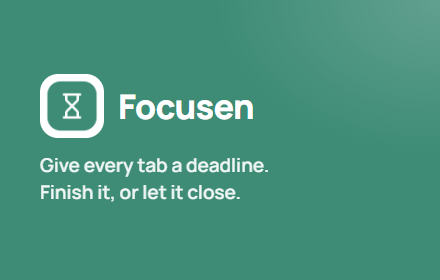 Focusen
Give every tab a deadline.
Finish it, or let it close.